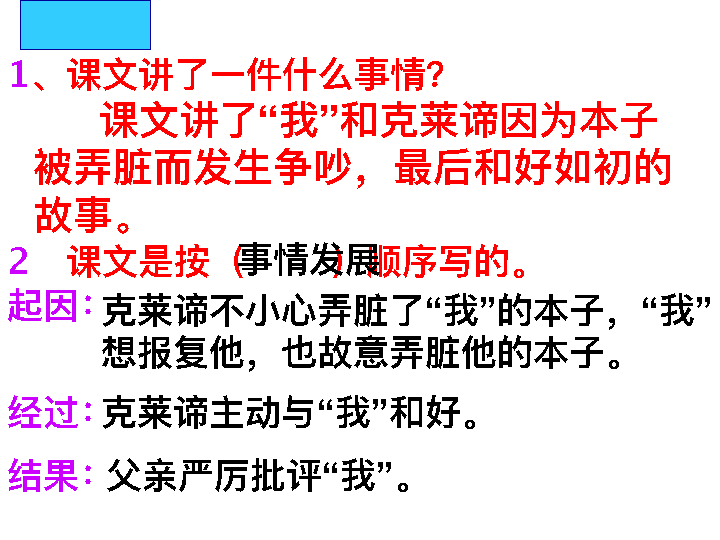 1、课文讲了一件什么事情？
课文讲了“我”和克莱谛因为本子
被弄脏而发生争吵，最后和好如初的
故事。
2 课文是按（事情发展）顺序写的。
起因：克莱谛不小心弄脏了“我”的本子，“我”
想报复他，也故意弄脏他的本子。
经过：克莱谛主动与“我”和好。
结果：父亲严厉批评“我”。